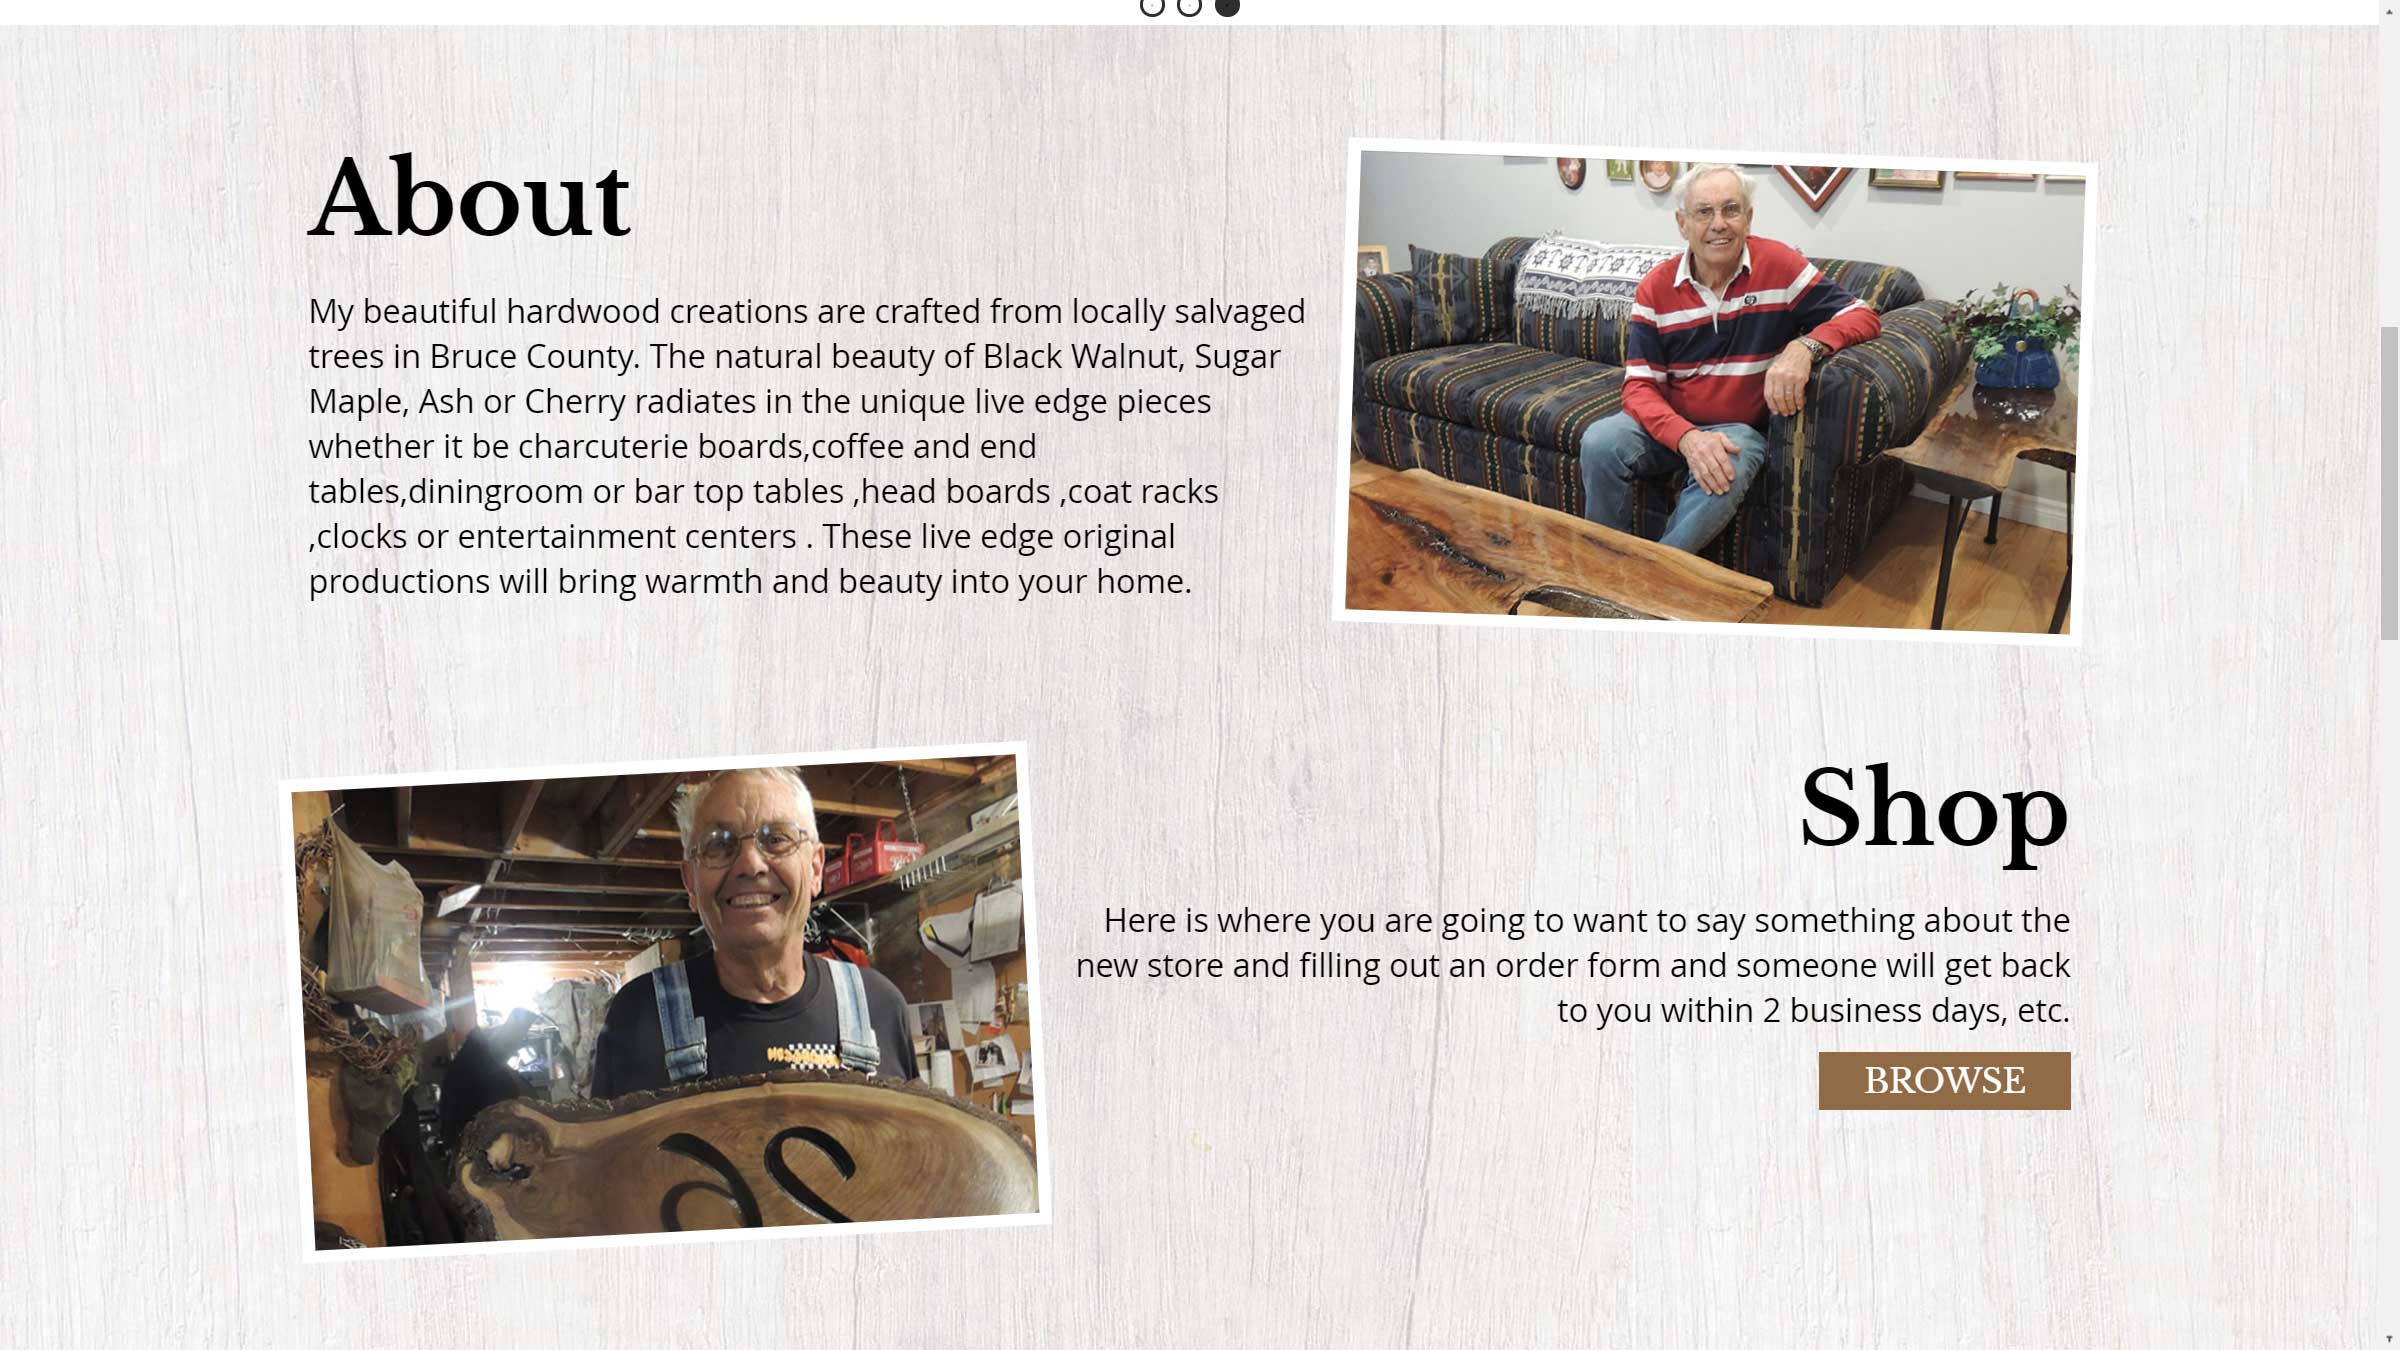 About
My beautiful hardwood creations are crafted from locally salvaged
trees in Bruce County. The natural beauty of Black Walnut, Sugar
Maple, Ash or Cherry radiates in the unique live edge pieces
whether it be charcuterie boards,coffee and end
tables,diningroom or bar top tables ,head boards ,coat racks
,clocks or entertainment centers . These live edge original
productions will bring warmth and beauty into your home.
Shop
Here is where you are going to want to say something about the
new store and filling out an order form and someone will get back
to you within 2 business days, etc.
BROWSE